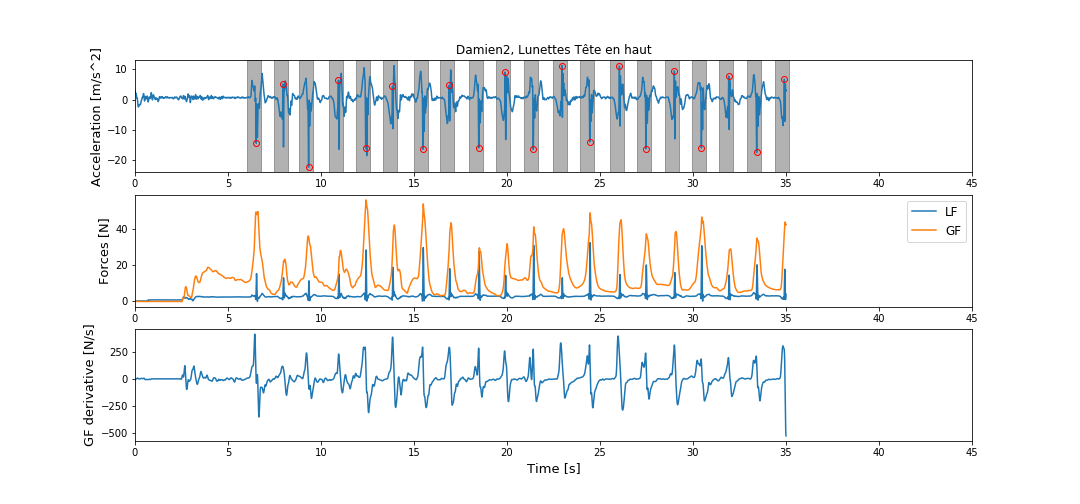 Damien2, Lunettes Tête en haut
Acceleration [m/s^2]
10
0
−10
−20
0 5 10 15 20 25 30 35 40 45
Forces [N]
40
20
0
LF
GF
0 5 10 15 20 25 30 35 40 45
GF derivative [N/s]
250
0
−250
−500
0 5 10 15 20 25 30 35 40 45
Time [s]